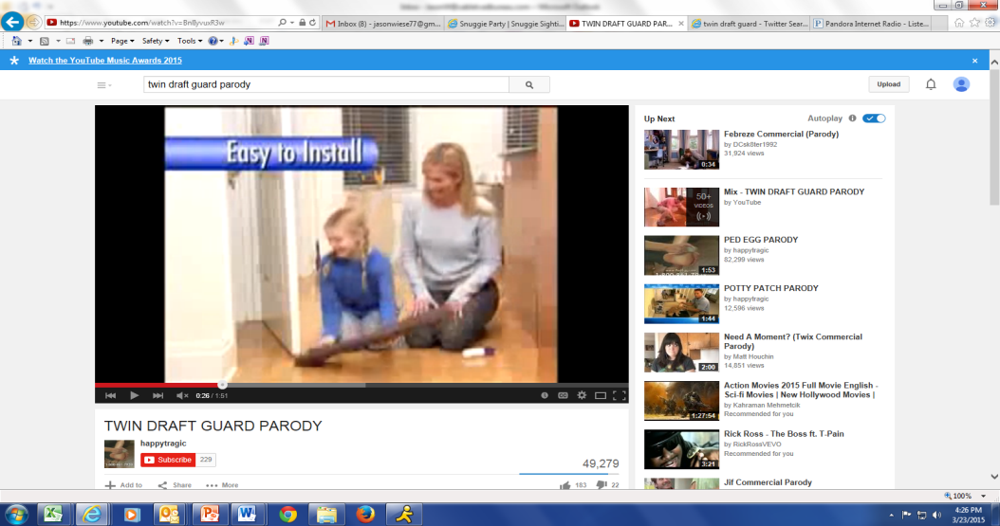 https://www.youtube.com/watch?v=Bn8yvuxR3w
Inbox (8) - jasonwiese77@gm...
Snuggie Party | Snuggie Sighti...
TWIN DRAFT GUARD PAR...
twin draft guard - Twitter Sear...
Pandora Internet Radio - Liste...
Page
Safety
Tools
Watch the YouTube Music Awards 2015
twin draft guard parody
Upload
Easy to Install
0:26 / 1:51
TWIN DRAFT GUARD PARODY
happytragic
Subscribe 229
49,279
Add to Share More
183 22
Up Next
Autoplay
Febreze Commercial (Parody)
by DCsk8ler1992
31,924 views
0:34
Mix - TWIN DRAFT GUARD PARODY
by YouTube
50+
VIDEOS
PED EGG PARODY
by happytragic
82,299 views
1:53
POTTY PATCH PARODY
by happytragic
12,596 views
1:44
Need A Moment? (Twix Commercial
Parody)
by Matt Houchin
14,851 views
2:00
Action Movies 2015 Full Movie English -
Sci-fi Movies | New Hollywood Movies |
by Kahraman Mehmetcik
Recommended for you
1:27:54
Rick Ross - The Boss ft. T-Pain
by RickRossVEVO
Recommended for you
3:21
Jif Commercial Parody
100%
4:26 PM
3/23/2015